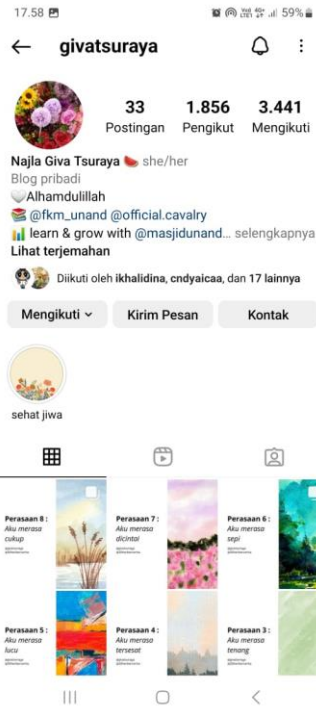 17.58
59%
givatsuraya
33
1.856
3.441
Postingan
Pengikut
Mengikuti
Najla Giva Tsuraya 🍉 she/her
Blog pribadi
🤍Alhamdulillah
📚 @fkm_unand @official.cavalry
📊 learn & grow with @masjidunand... selengkapnya
Lihat terjemahan
Diikuti oleh ikhalidina, cndyaicaa, dan 17 lainnya
Mengikuti
Kirim Pesan
Kontak
sehat jiwa
Perasaan 8 :
Aku merasa
cukup
Perasaan 7 :
Aku merasa
dicintai
Perasaan 6 :
Aku merasa
sepi
Perasaan 5 :
Aku merasa
lucu
Perasaan 4 :
Aku merasa
tersesat
Perasaan 3 :
Aku merasa
tenang